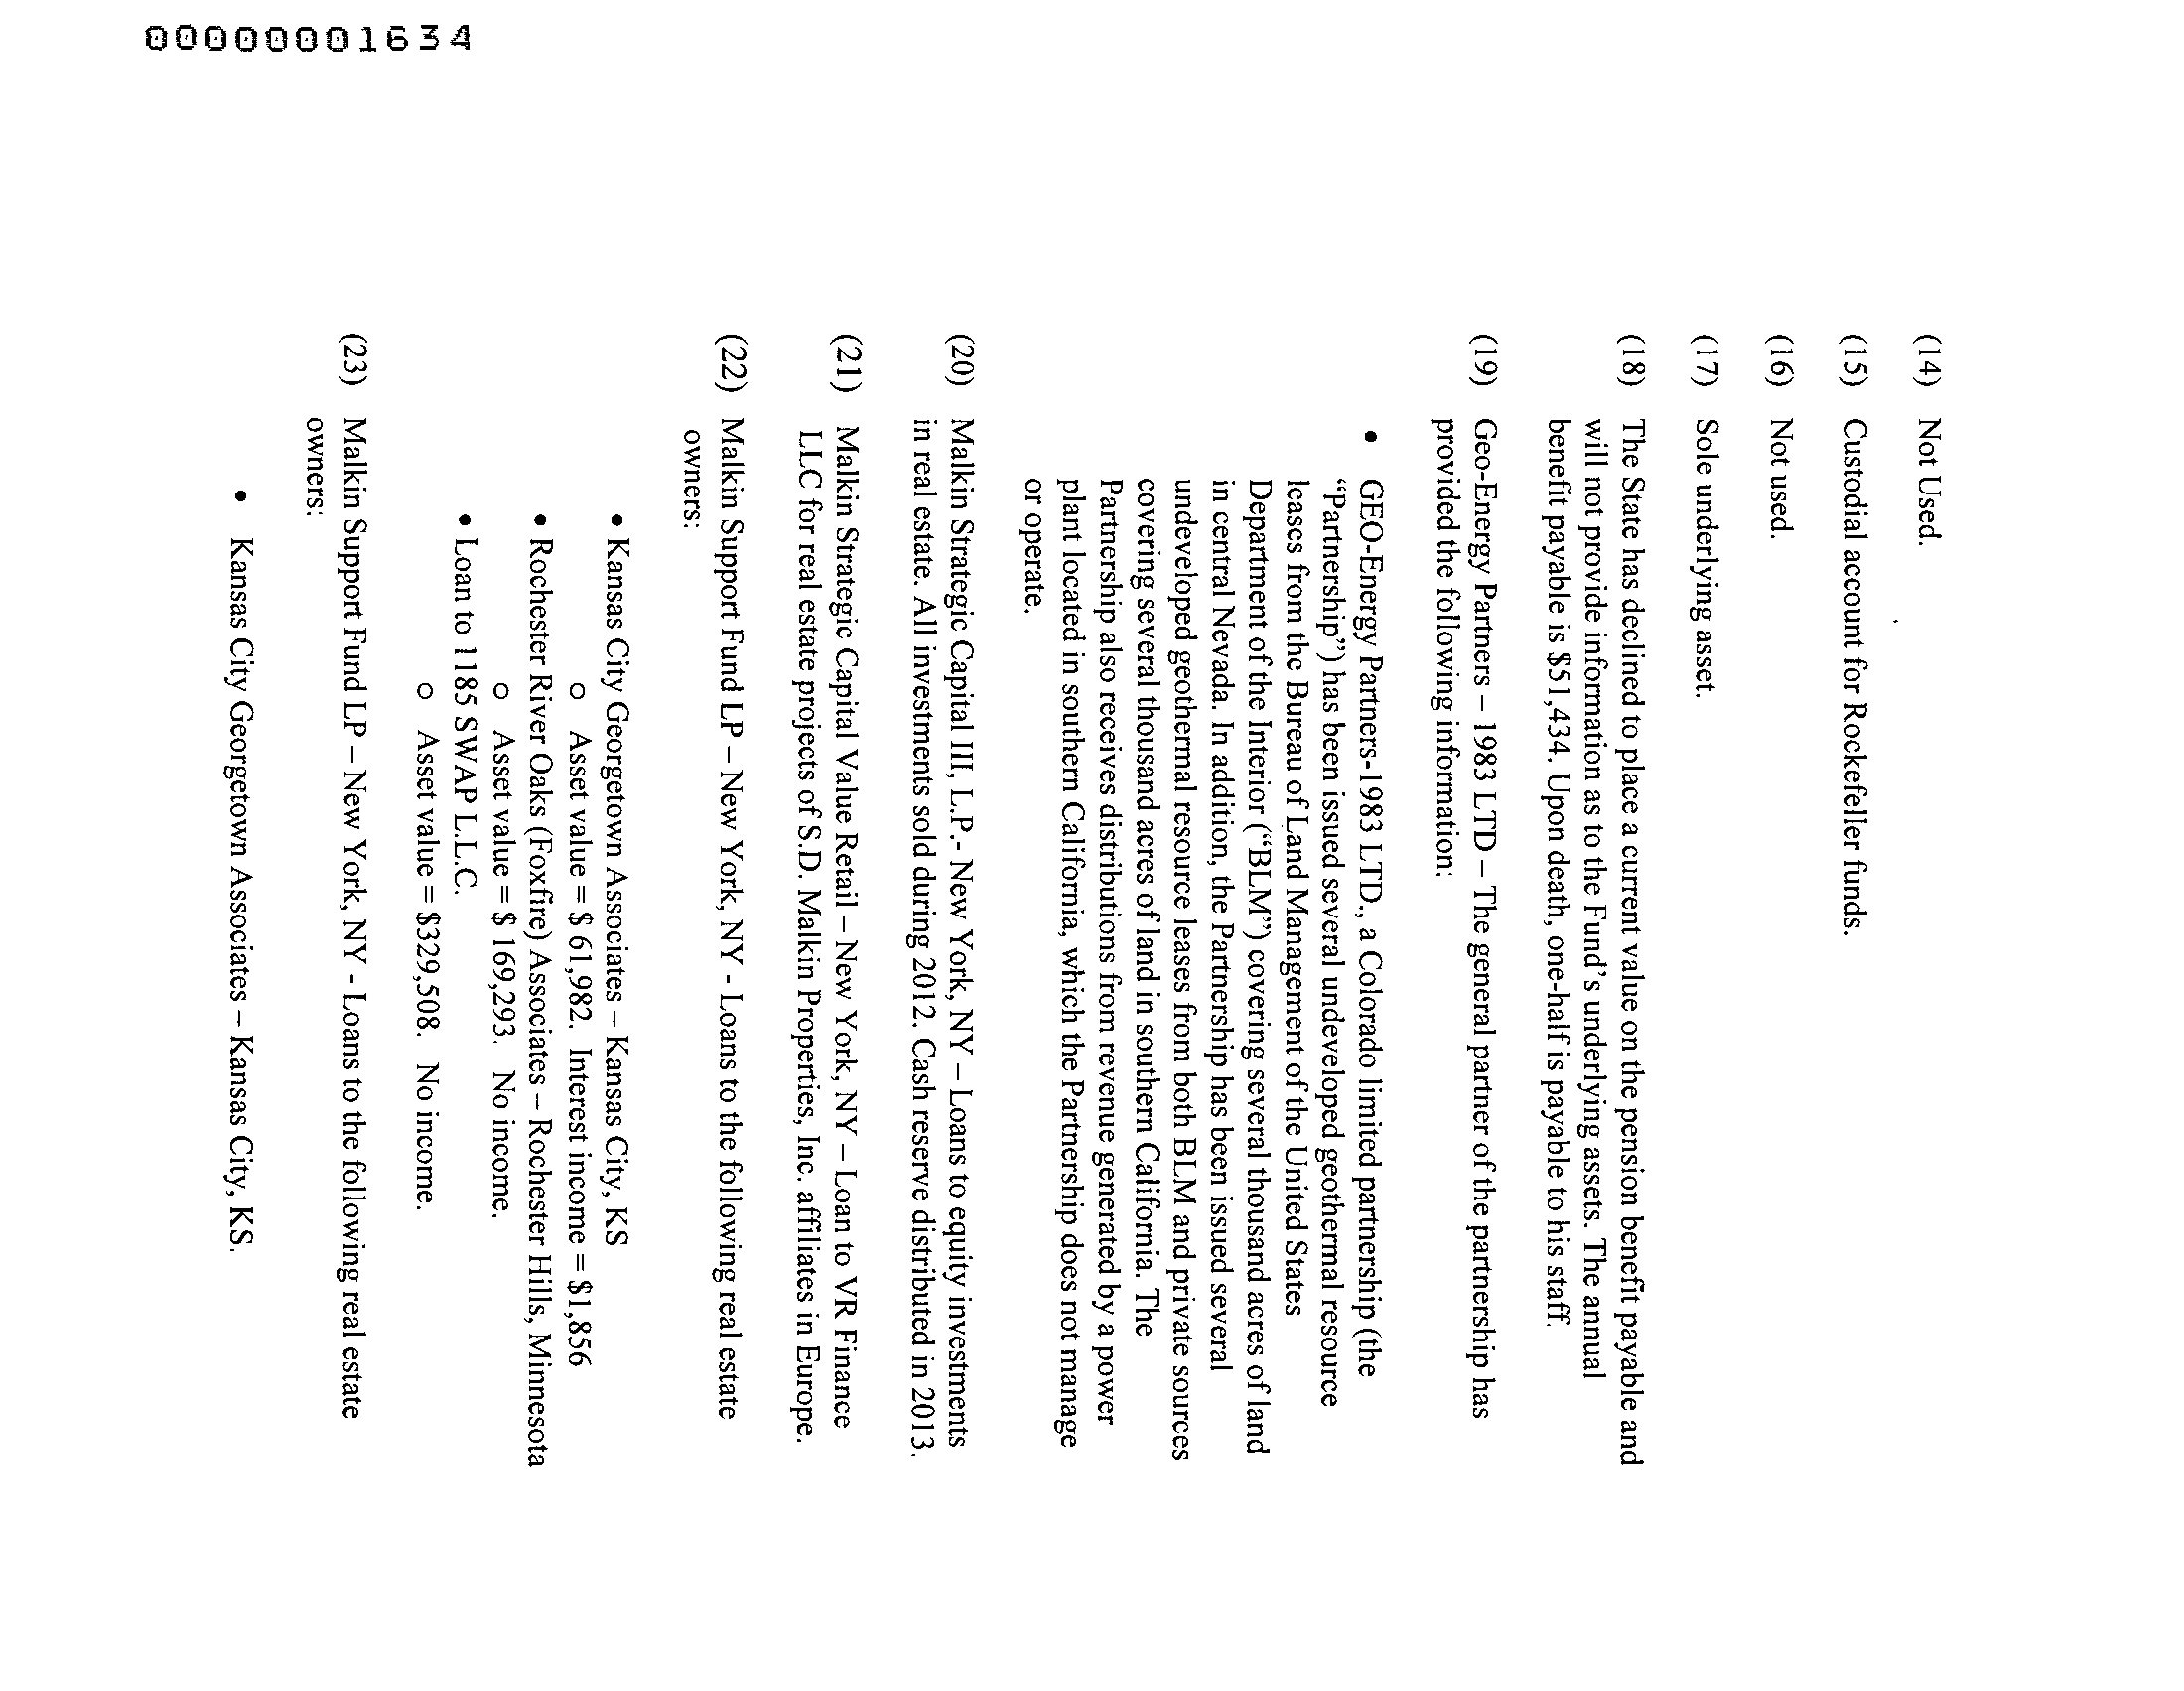 00000001634
(14) Not Used.
(15) Custodial account for Rockefeller funds.
(16) Not used.
(17) Sole underlying asset.
(18) The State has declined to place a current value on the pension benefit payable and
will not provide information as to the Fund's underlying assets. The annual
benefit payable is $51,434. Upon death, one-half is payable to his staff.
(19) Geo-Energy Partners – 1983 LTD – The general partner of the partnership has
provided the following information:
• GEO-Energy Partners-1983 LTD., a Colorado limited partnership (the
“Partnership”) has been issued several undeveloped geothermal resource
leases from the Bureau of Land Management of the United States
Department of the Interior (“BLM”) covering several thousand acres of land
in central Nevada. In addition, the Partnership has been issued several
undeveloped geothermal resource leases from both BLM and private sources
covering several thousand acres of land in southern California. The
Partnership also receives distributions from revenue generated by a power
plant located in southern California, which the Partnership does not manage
or operate.
(20) Malkin Strategic Capital III, L.P.- New York, NY – Loans to equity investments
in real estate. All investments sold during 2012. Cash reserve distributed in 2013.
(21) Malkin Strategic Capital Value Retail – New York, NY – Loan to VR Finance
LLC for real estate projects of S.D. Malkin Properties, Inc. affiliates in Europe.
(22) Malkin Support Fund LP – New York, NY - Loans to the following real estate
owners:
• Kansas City Georgetown Associates – Kansas City, KS
o Asset value = $ 61,982. Interest income = $1,856
• Rochester River Oaks (Foxfire) Associates – Rochester Hills, Minnesota
o Asset value = $ 169,293. No income.
• Loan to 1185 SWAP L.L.C.
o Asset value = $329,508. No income.
(23) Malkin Support Fund LP – New York, NY - Loans to the following real estate
owners:
• Kansas City Georgetown Associates – Kansas City, KS.